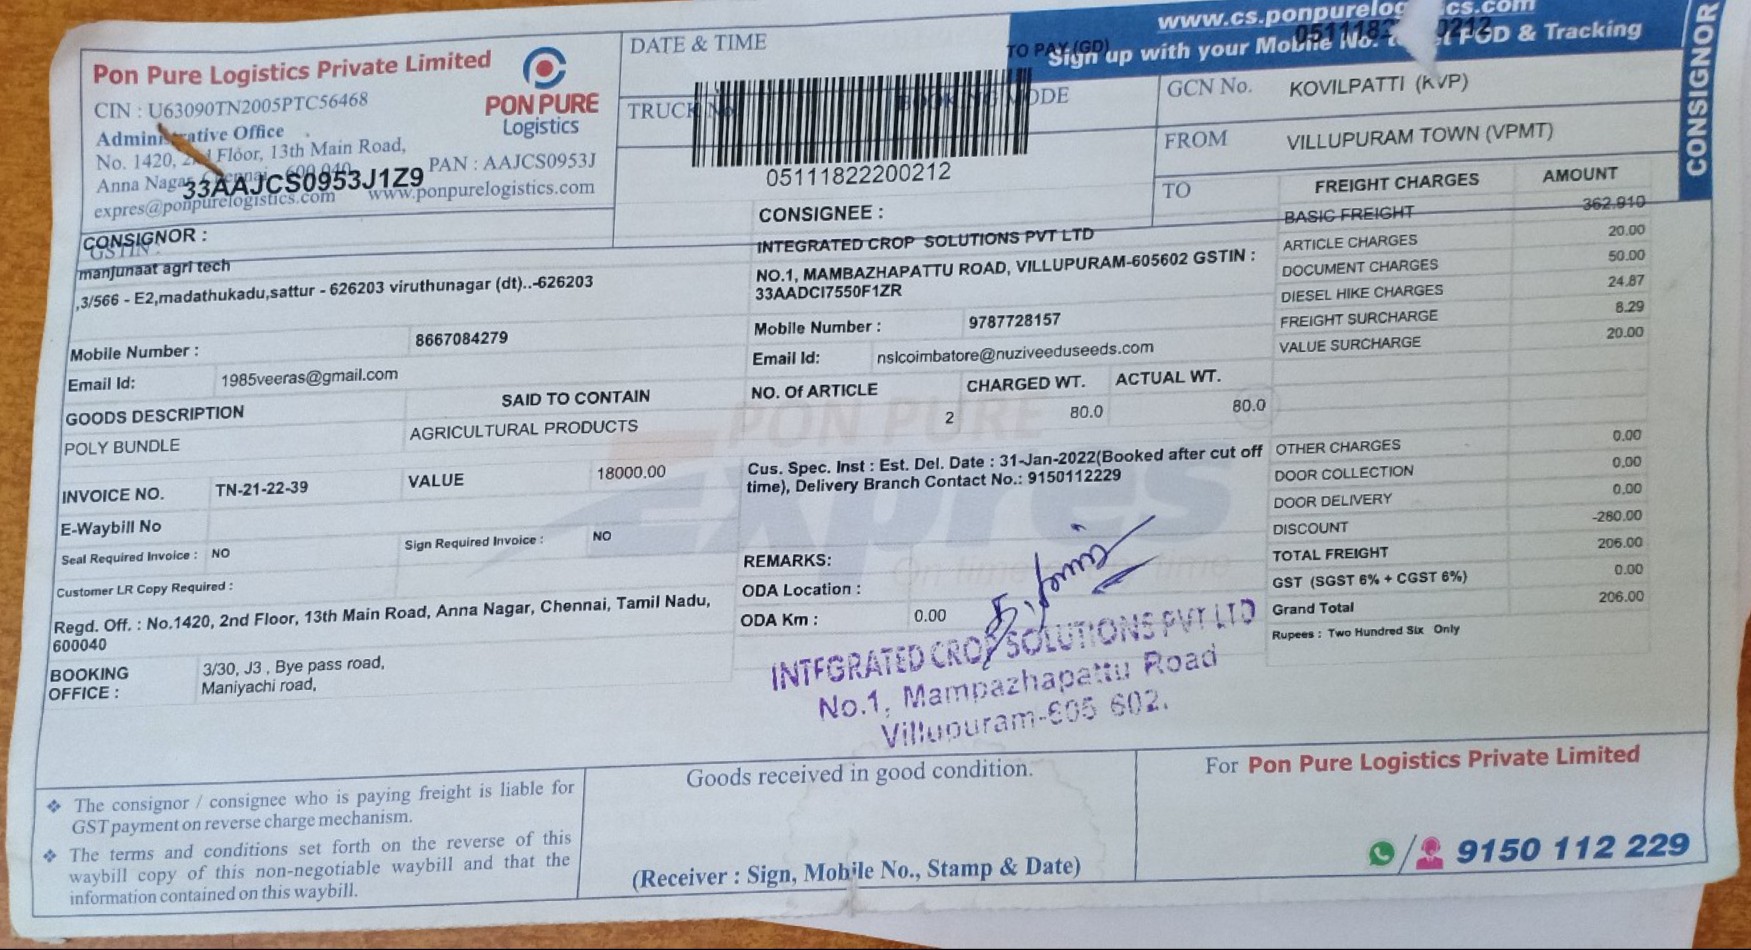 Pon Pure Logistics Private Limited
CIN : U63090TN2005PTC56468
Administrative Office
No. 1420, 2nd Floor, 13th Main Road,
Anna Nagar, Chennai - 600 040
PAN : AAJCS0953J
33AAJCS0953J1Z9
expres@ponpurelogistics.com
www.ponpurelogistics.com
GSTIN :
PON PURE
Logistics
DATE & TIME
TRUCK No.
BOOKING MODE
TO PAY (GD)
05111822200212
www.cs.ponpurelogistics.com
Sign up with your Mobile No. to get POD & Tracking
GCN No.
KOVILPATTI (KVP)
FROM
VILLUPURAM TOWN (VPMT)
TO
CONSIGNOR
CONSIGNOR :
manjunaat agri tech
,3/566 - E2,madathukadu,sattur - 626203 viruthunagar (dt)..-626203
Mobile Number :
8667084279
Email Id:
1985veeras@gmail.com
CONSIGNEE :
INTEGRATED CROP SOLUTIONS PVT LTD
NO.1, MAMBAZHAPATTU ROAD, VILLUPURAM-605602 GSTIN :
33AADCI7550F1ZR
Mobile Number :
9787728157
Email Id:
nslcoimbatore@nuziveeduseeds.com
GOODS DESCRIPTION
SAID TO CONTAIN
NO. Of ARTICLE
CHARGED WT.
ACTUAL WT.
POLY BUNDLE
AGRICULTURAL PRODUCTS
2
80.0
80.0
INVOICE NO.
TN-21-22-39
VALUE
18000.00
Cus. Spec. Inst : Est. Del. Date : 31-Jan-2022(Booked after cut off
time), Delivery Branch Contact No.: 9150112229
E-Waybill No
Seal Required Invoice :
NO
Sign Required Invoice :
NO
Customer LR Copy Required :
REMARKS:
ODA Location :
ODA Km :
0.00
Regd. Off. : No.1420, 2nd Floor, 13th Main Road, Anna Nagar, Chennai, Tamil Nadu,
600040
BOOKING
OFFICE :
3/30, J3 , Bye pass road,
Maniyachi road,
PON PURE
Expres
On time
time
FREIGHT CHARGES
AMOUNT
BASIC FREIGHT
362.910
ARTICLE CHARGES
20.00
DOCUMENT CHARGES
50.00
DIESEL HIKE CHARGES
24.87
FREIGHT SURCHARGE
8.29
VALUE SURCHARGE
20.00
OTHER CHARGES
0.00
DOOR COLLECTION
0.00
DOOR DELIVERY
0.00
DISCOUNT
-280.00
TOTAL FREIGHT
206.00
GST (SGST 6% + CGST 6%)
0.00
Grand Total
206.00
Rupees : Two Hundred Six Only
INTEGRATED CROP SOLUTIONS PVT LTD
No.1, Mampazhapattu Road
Villupuram-605 602.
❖ The consignor / consignee who is paying freight is liable for
GST payment on reverse charge mechanism.
❖ The terms and conditions set forth on the reverse of this
waybill copy of this non-negotiable waybill and that the
information contained on this waybill.
Goods received in good condition.
(Receiver : Sign, Mobile No., Stamp & Date)
For Pon Pure Logistics Private Limited
9150 112 229